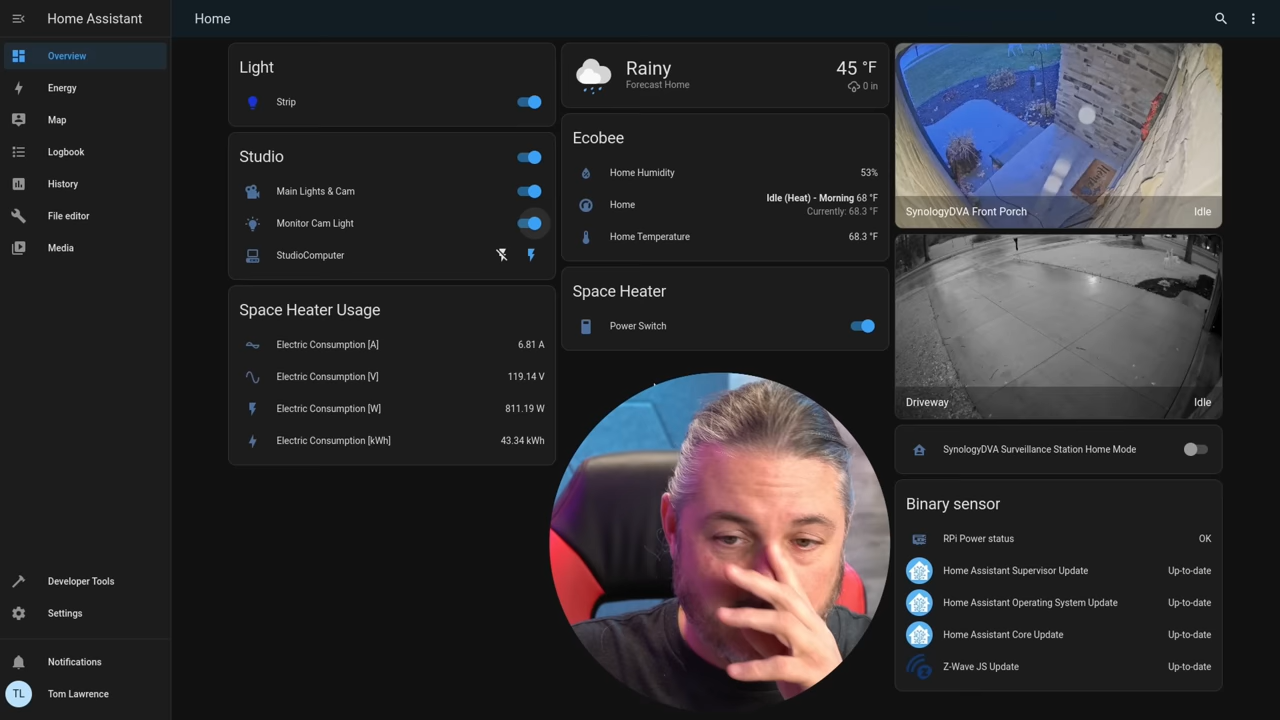 Home Assistant
Overview
Energy
Map
Logbook
History
File editor
Media
Developer Tools
Settings
Notifications
TL
Tom Lawrence
Home
Light
Strip
Studio
Main Lights & Cam
Monitor Cam Light
StudioComputer
Space Heater Usage
Electric Consumption [A] 6.81 A
Electric Consumption [V] 119.14 V
Electric Consumption [W] 811.19 W
Electric Consumption [kWh] 43.34 kWh
Rainy 45 °F
Forecast Home 0 in
Ecobee
Home Humidity 53%
Home Idle (Heat) - Morning 68 °F
Currently: 68.3 °F
Home Temperature 68.3 °F
Space Heater
Power Switch
SynologyDVA Front Porch Idle
Driveway Idle
SynologyDVA Surveillance Station Home Mode
Binary sensor
RPi Power status OK
Home Assistant Supervisor Update Up-to-date
Home Assistant Operating System Update Up-to-date
Home Assistant Core Update Up-to-date
Z-Wave JS Update Up-to-date